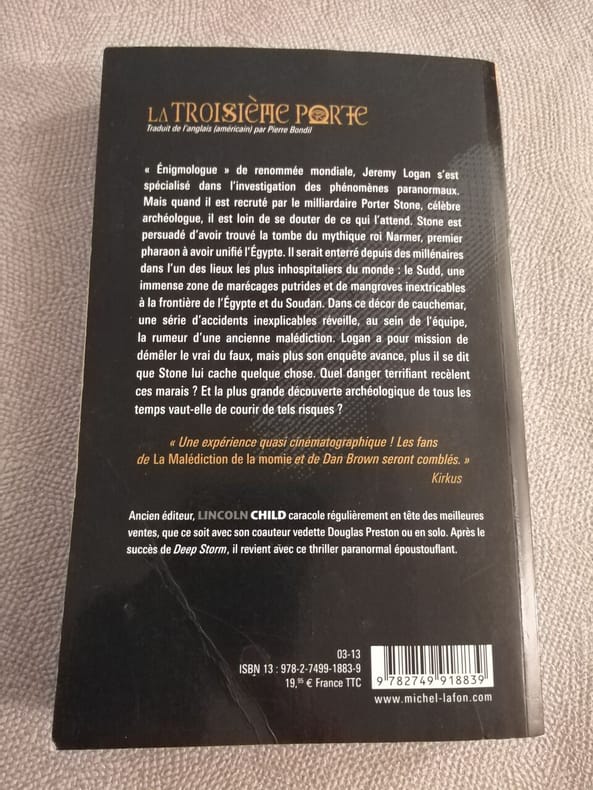 LA TROISIÈME PORTE
Traduit de l'anglais (américain) par Pierre Bondil
« Énigmologue » de renommée mondiale, Jeremy Logan s'est
spécialisé dans l'investigation des phénomènes paranormaux.
Mais quand il est recruté par le milliardaire Porter Stone, célèbre
archéologue, il est loin de se douter de ce qui l'attend. Stone est
persuadé d'avoir trouvé la tombe du mythique roi Narmer, premier
pharaon à avoir unifié l'Égypte. Il serait enterré depuis des millénaires
dans l'un des lieux les plus inhospitaliers du monde : le Sudd, une
immense zone de marécages putrides et de mangroves inextricables
à la frontière de l'Égypte et du Soudan. Dans ce décor de cauchemar,
une série d'accidents inexplicables réveille, au sein de l'équipe,
la rumeur d'une ancienne malédiction. Logan a pour mission de
démêler le vrai du faux, mais plus son enquête avance, plus il se dit
que Stone lui cache quelque chose. Quel danger terrifiant recèlent
ces marais ? Et la plus grande découverte archéologique de tous les
temps vaut-elle de courir de tels risques ?
« Une expérience quasi cinématographique ! Les fans
de La Malédiction de la momie et de Dan Brown seront comblés. »
Kirkus
Ancien éditeur, LINCOLN CHILD caracole régulièrement en tête des meilleures
ventes, que ce soit avec son coauteur vedette Douglas Preston ou en solo. Après le
succès de Deep Storm, il revient avec ce thriller paranormal époustouflant.
03-13
ISBN 13 : 978-2-7499-1883-9
19,95 € France TTC
9 782749 918839
www.michel-lafon.com